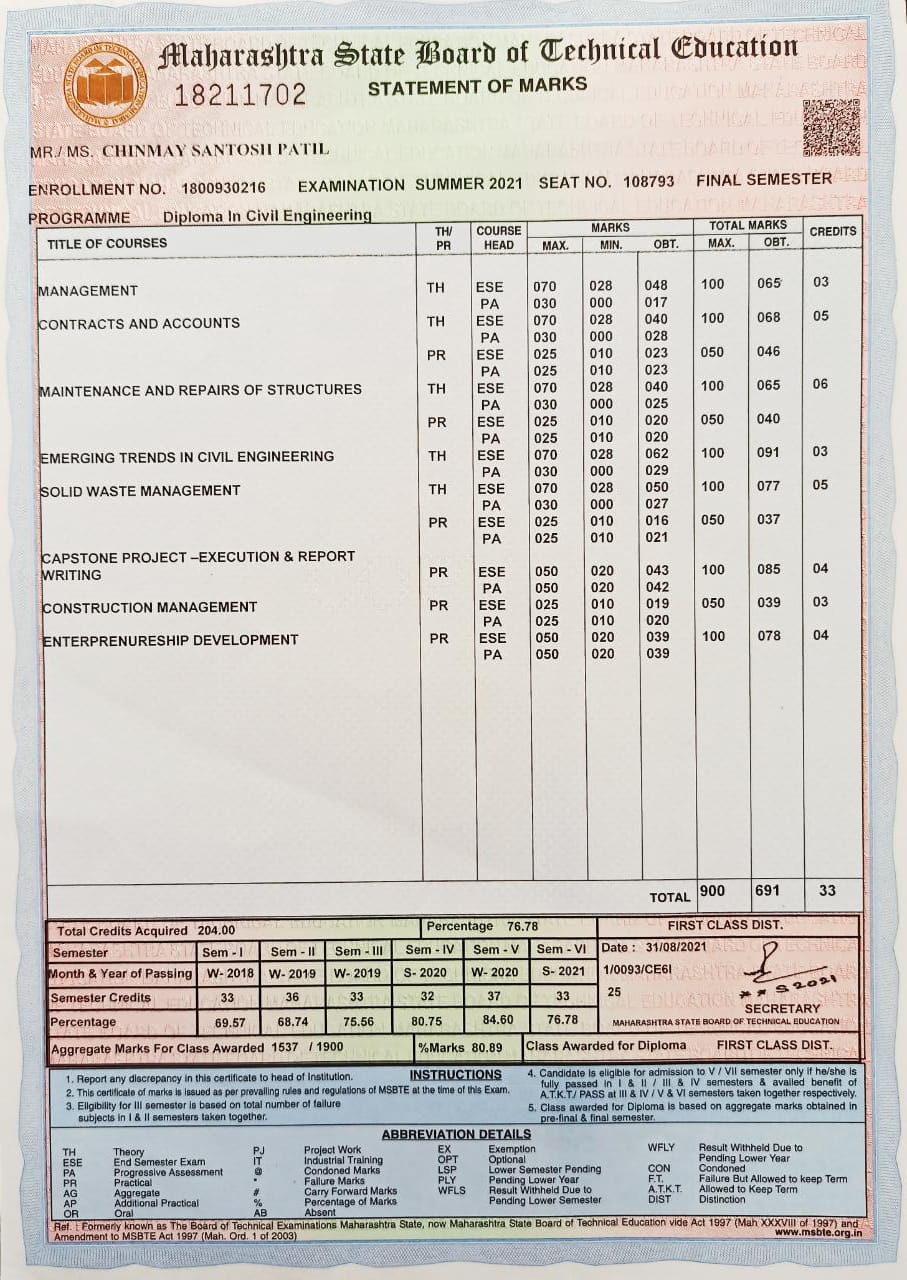 Maharashtra State Board of Technical Education
18211702
STATEMENT OF MARKS
MR./ MS. CHINMAY SANTOSH PATIL
ENROLLMENT NO. 1800930216 EXAMINATION SUMMER 2021 SEAT NO. 108793 FINAL SEMESTER
PROGRAMME Diploma In Civil Engineering
TITLE OF COURSES TH/ PR COURSE HEAD MARKS MAX. MIN. OBT. TOTAL MARKS MAX. OBT. CREDITS
MANAGEMENT TH ESE 070 028 048 100 065 03
PA 030 000 017
CONTRACTS AND ACCOUNTS TH ESE 070 028 040 100 068 05
PA 030 000 028
PR ESE 025 010 023 050 046
PA 025 010 023
MAINTENANCE AND REPAIRS OF STRUCTURES TH ESE 070 028 040 100 065 06
PA 030 000 025
PR ESE 025 010 020 050 040
PA 025 010 020
EMERGING TRENDS IN CIVIL ENGINEERING TH ESE 070 028 062 100 091 03
PA 030 000 029
SOLID WASTE MANAGEMENT TH ESE 070 028 050 100 077 05
PA 030 000 027
PR ESE 025 010 016 050 037
PA 025 010 021
CAPSTONE PROJECT –EXECUTION & REPORT
WRITING PR ESE 050 020 043 100 085 04
PA 050 020 042
CONSTRUCTION MANAGEMENT PR ESE 025 010 019 050 039 03
PA 025 010 020
ENTERPRENURESHIP DEVELOPMENT PR ESE 050 020 039 100 078 04
PA 050 020 039
TOTAL 900 691 33
Total Credits Acquired 204.00 Percentage 76.78 FIRST CLASS DIST.
Semester Sem - I Sem - II Sem - III Sem - IV Sem - V Sem - VI Date : 31/08/2021
Month & Year of Passing W- 2018 W- 2019 W- 2019 S- 2020 W- 2020 S- 2021 1/0093/CE6I
Semester Credits 33 36 33 32 37 33 25
** S2021
SECRETARY
Percentage 69.57 68.74 75.56 80.75 84.60 76.78 MAHARASHTRA STATE BOARD OF TECHNICAL EDUCATION
Aggregate Marks For Class Awarded 1537 / 1900 %Marks 80.89 Class Awarded for Diploma FIRST CLASS DIST.
INSTRUCTIONS
1. Report any discrepancy in this certificate to head of Institution.
2. This certificate of marks is issued as per prevailing rules and regulations of MSBTE at the time of this Exam.
3. Eligibility for III semester is based on total number of failure
subjects in I & II semesters taken together.
4. Candidate is eligible for admission to V / VII semester only if he/she is
fully passed in I & II / III & IV semesters & availed benefit of
A.T.K.T./ PASS at III & IV / V & VI semesters taken together respectively.
5. Class awarded for Diploma is based on aggregate marks obtained in
pre-final & final semester.
ABBREVIATION DETAILS
TH Theory
ESE End Semester Exam
PA Progressive Assessment
PR Practical
AG Aggregate
AP Additional Practical
OR Oral
PJ Project Work
IT Industrial Training
@ Condoned Marks
* Failure Marks
# Carry Forward Marks
% Percentage of Marks
AB Absent
EX Exemption
OPT Optional
LSP Lower Semester Pending
PLY Pending Lower Year
WFLS Result Withheld Due to
Pending Lower Semester
WFLY Result Withheld Due to
Pending Lower Year
CON Condoned
F.T. Failure But Allowed to keep Term
A.T.K.T. Allowed to Keep Term
DIST Distinction
Ref. : Formerly known as The Board of Technical Examinations Maharashtra State, now Maharashtra State Board of Technical Education vide Act 1997 (Mah XXXVIII of 1997) and
Amendment to MSBTE Act 1997 (Mah. Ord. 1 of 2003) www.msbte.org.in